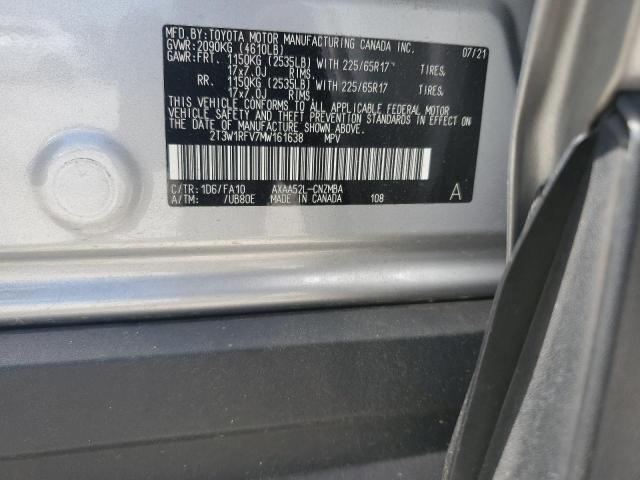 MFD.BY:TOYOTA MOTOR MANUFACTURING CANADA INC.
GVWR:2090KG (4610LB) 07/21
GAWR:FRT. 1150KG (2535LB) WITH 225/65R17 TIRES,
17x7.0J RIMS
RR. 1150KG (2535LB) WITH 225/65R17 TIRES,
17x7.0J RIMS
THIS VEHICLE CONFORMS TO ALL APPLICABLE FEDERAL MOTOR
VEHICLE SAFETY, BUMPER, AND THEFT PREVENTION STANDARDS IN
EFFECT ON THE DATE OF MANUFACTURE SHOWN ABOVE.
2T3W1RFV7MW161638 MPV
C/TR:1D6/FA10 AXAA52L-CNZMBA
A/TM: /UB80E MADE IN CANADA 108 A